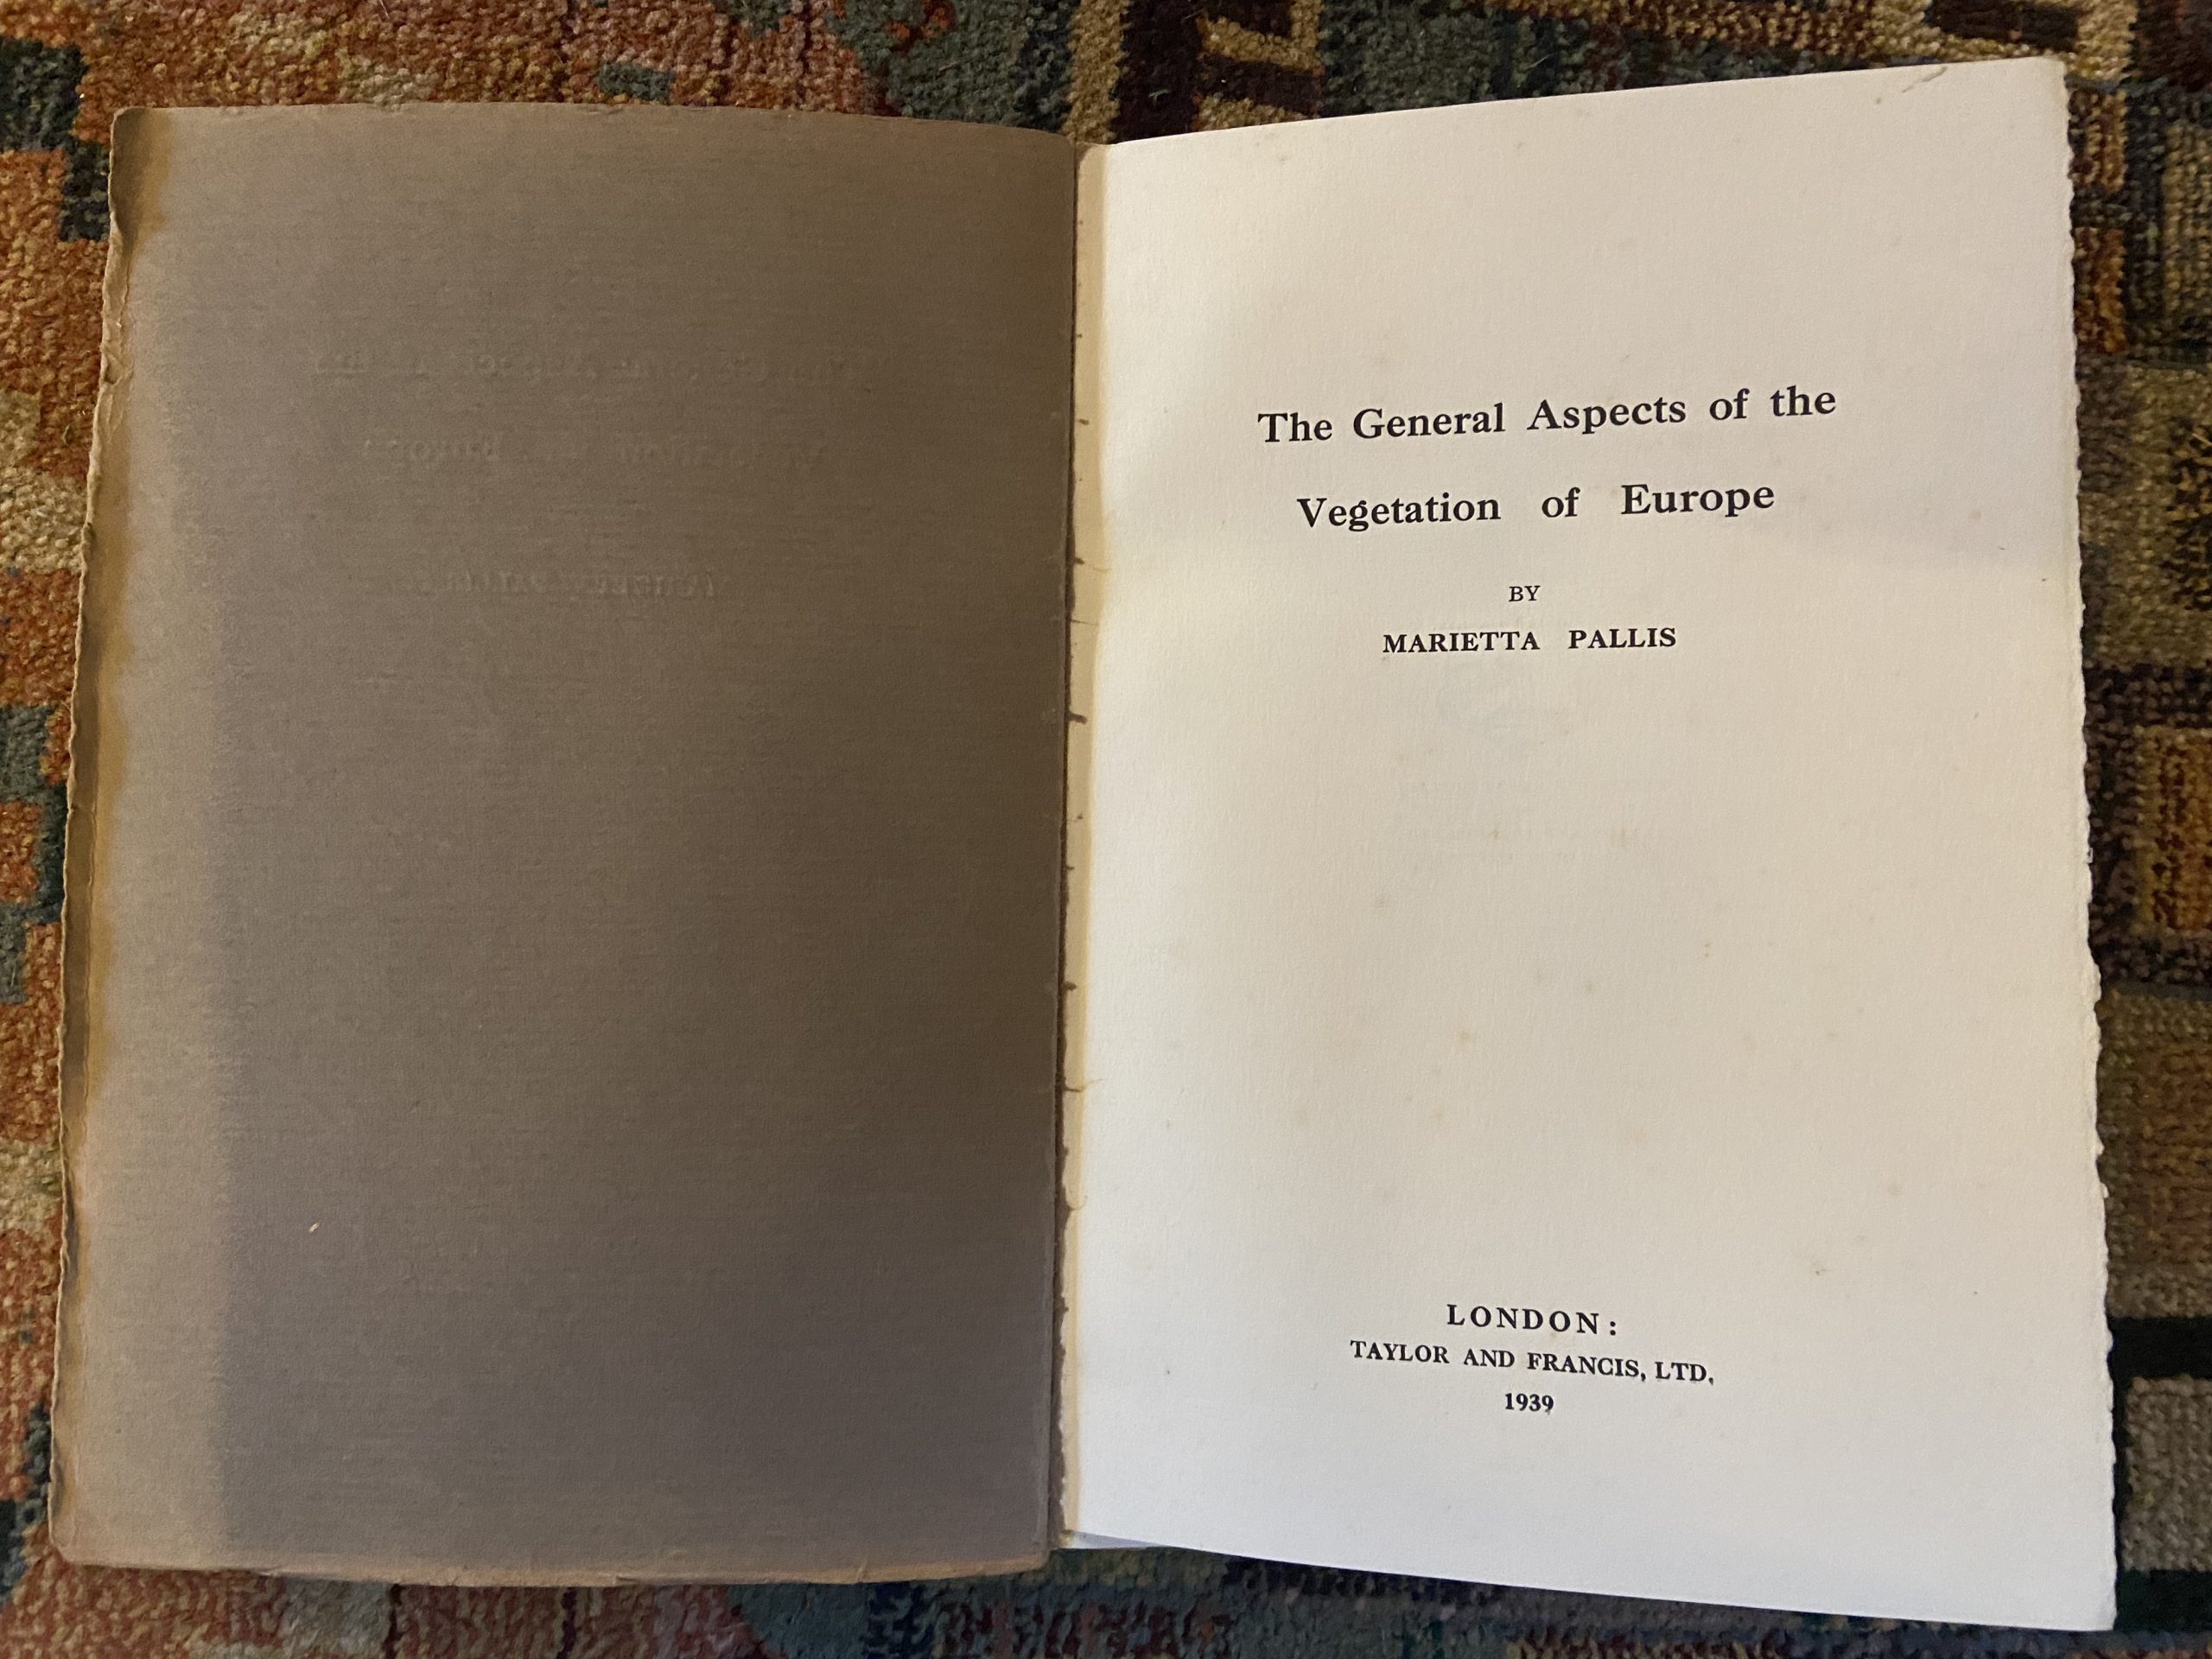 The General Aspects of the
Vegetation of Europe
BY
MARIETTA PALLIS
LONDON:
TAYLOR AND FRANCIS, LTD.
1939